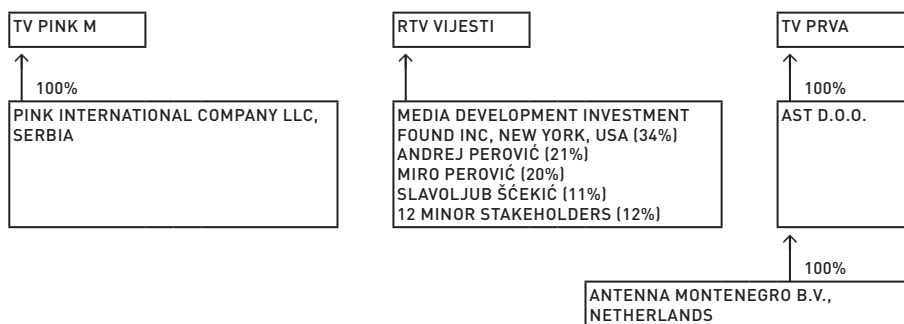 TV PINK M
100%
PINK INTERNATIONAL COMPANY LLC,
SERBIA
RTV VIJESTI
MEDIA DEVELOPMENT INVESTMENT
FOUND INC, NEW YORK, USA (34%)
ANDREJ PEROVIĆ (21%)
MIRO PEROVIĆ (20%)
SLAVOLJUB ŠĆEKIĆ (11%)
12 MINOR STAKEHOLDERS (12%)
TV PRVA
100%
AST D.O.O.
100%
ANTENNA MONTENEGRO B.V.,
NETHERLANDS